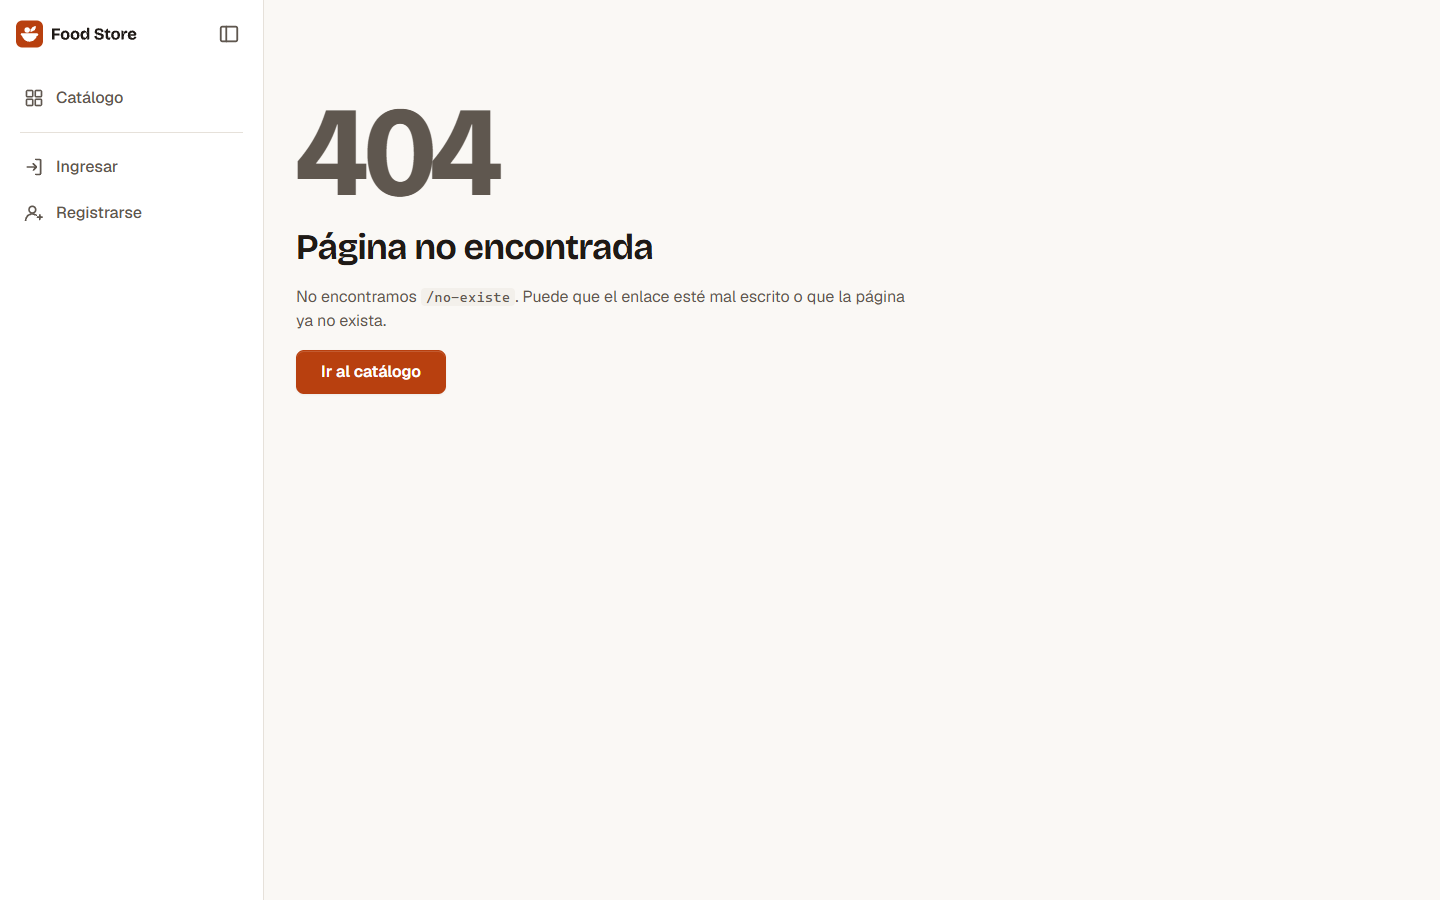 Food Store
Catálogo
Ingresar
Registrarse
404
Página no encontrada
No encontramos /no-existe. Puede que el enlace esté mal escrito o que la página
ya no exista.
Ir al catálogo